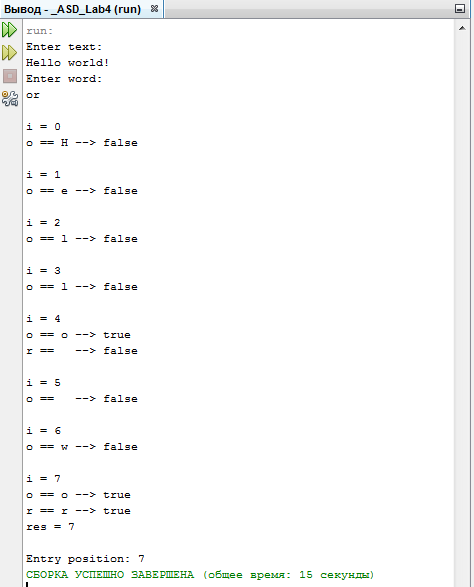 Вывод - _ASD_Lab4 (run)
run:
Enter text:
Hello world!
Enter word:
or
i = 0
o == H --> false
i = 1
o == e --> false
i = 2
o == l --> false
i = 3
o == l --> false
i = 4
o == o --> true
r ==   --> false
i = 5
o ==   --> false
i = 6
o == w --> false
i = 7
o == o --> true
r == r --> true
res = 7
Entry position: 7
СБОРКА УСПЕШНО ЗАВЕРШЕНА (общее время: 15 секунды)